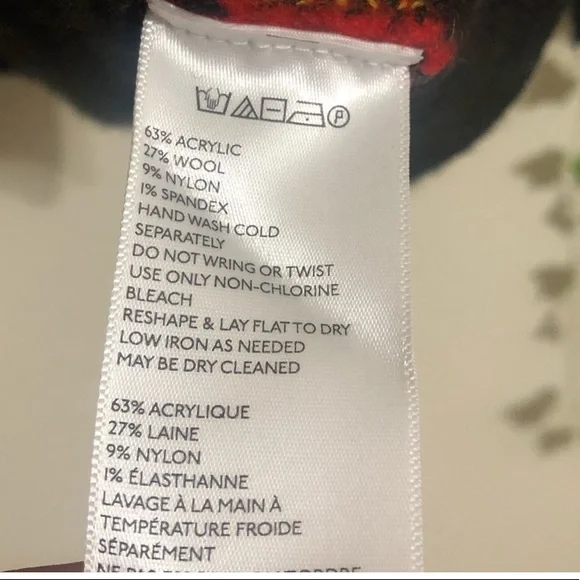 P
63% ACRYLIC
27% WOOL
9% NYLON
1% SPANDEX
HAND WASH COLD
SEPARATELY
DO NOT WRING OR TWIST
USE ONLY NON-CHLORINE
BLEACH
RESHAPE & LAY FLAT TO DRY
LOW IRON AS NEEDED
MAY BE DRY CLEANED
63% ACRYLIQUE
27% LAINE
9% NYLON
1% ÉLASTHANNE
LAVAGE À LA MAIN À
TEMPÉRATURE FROIDE
SÉPARÉMENT
NE PAS